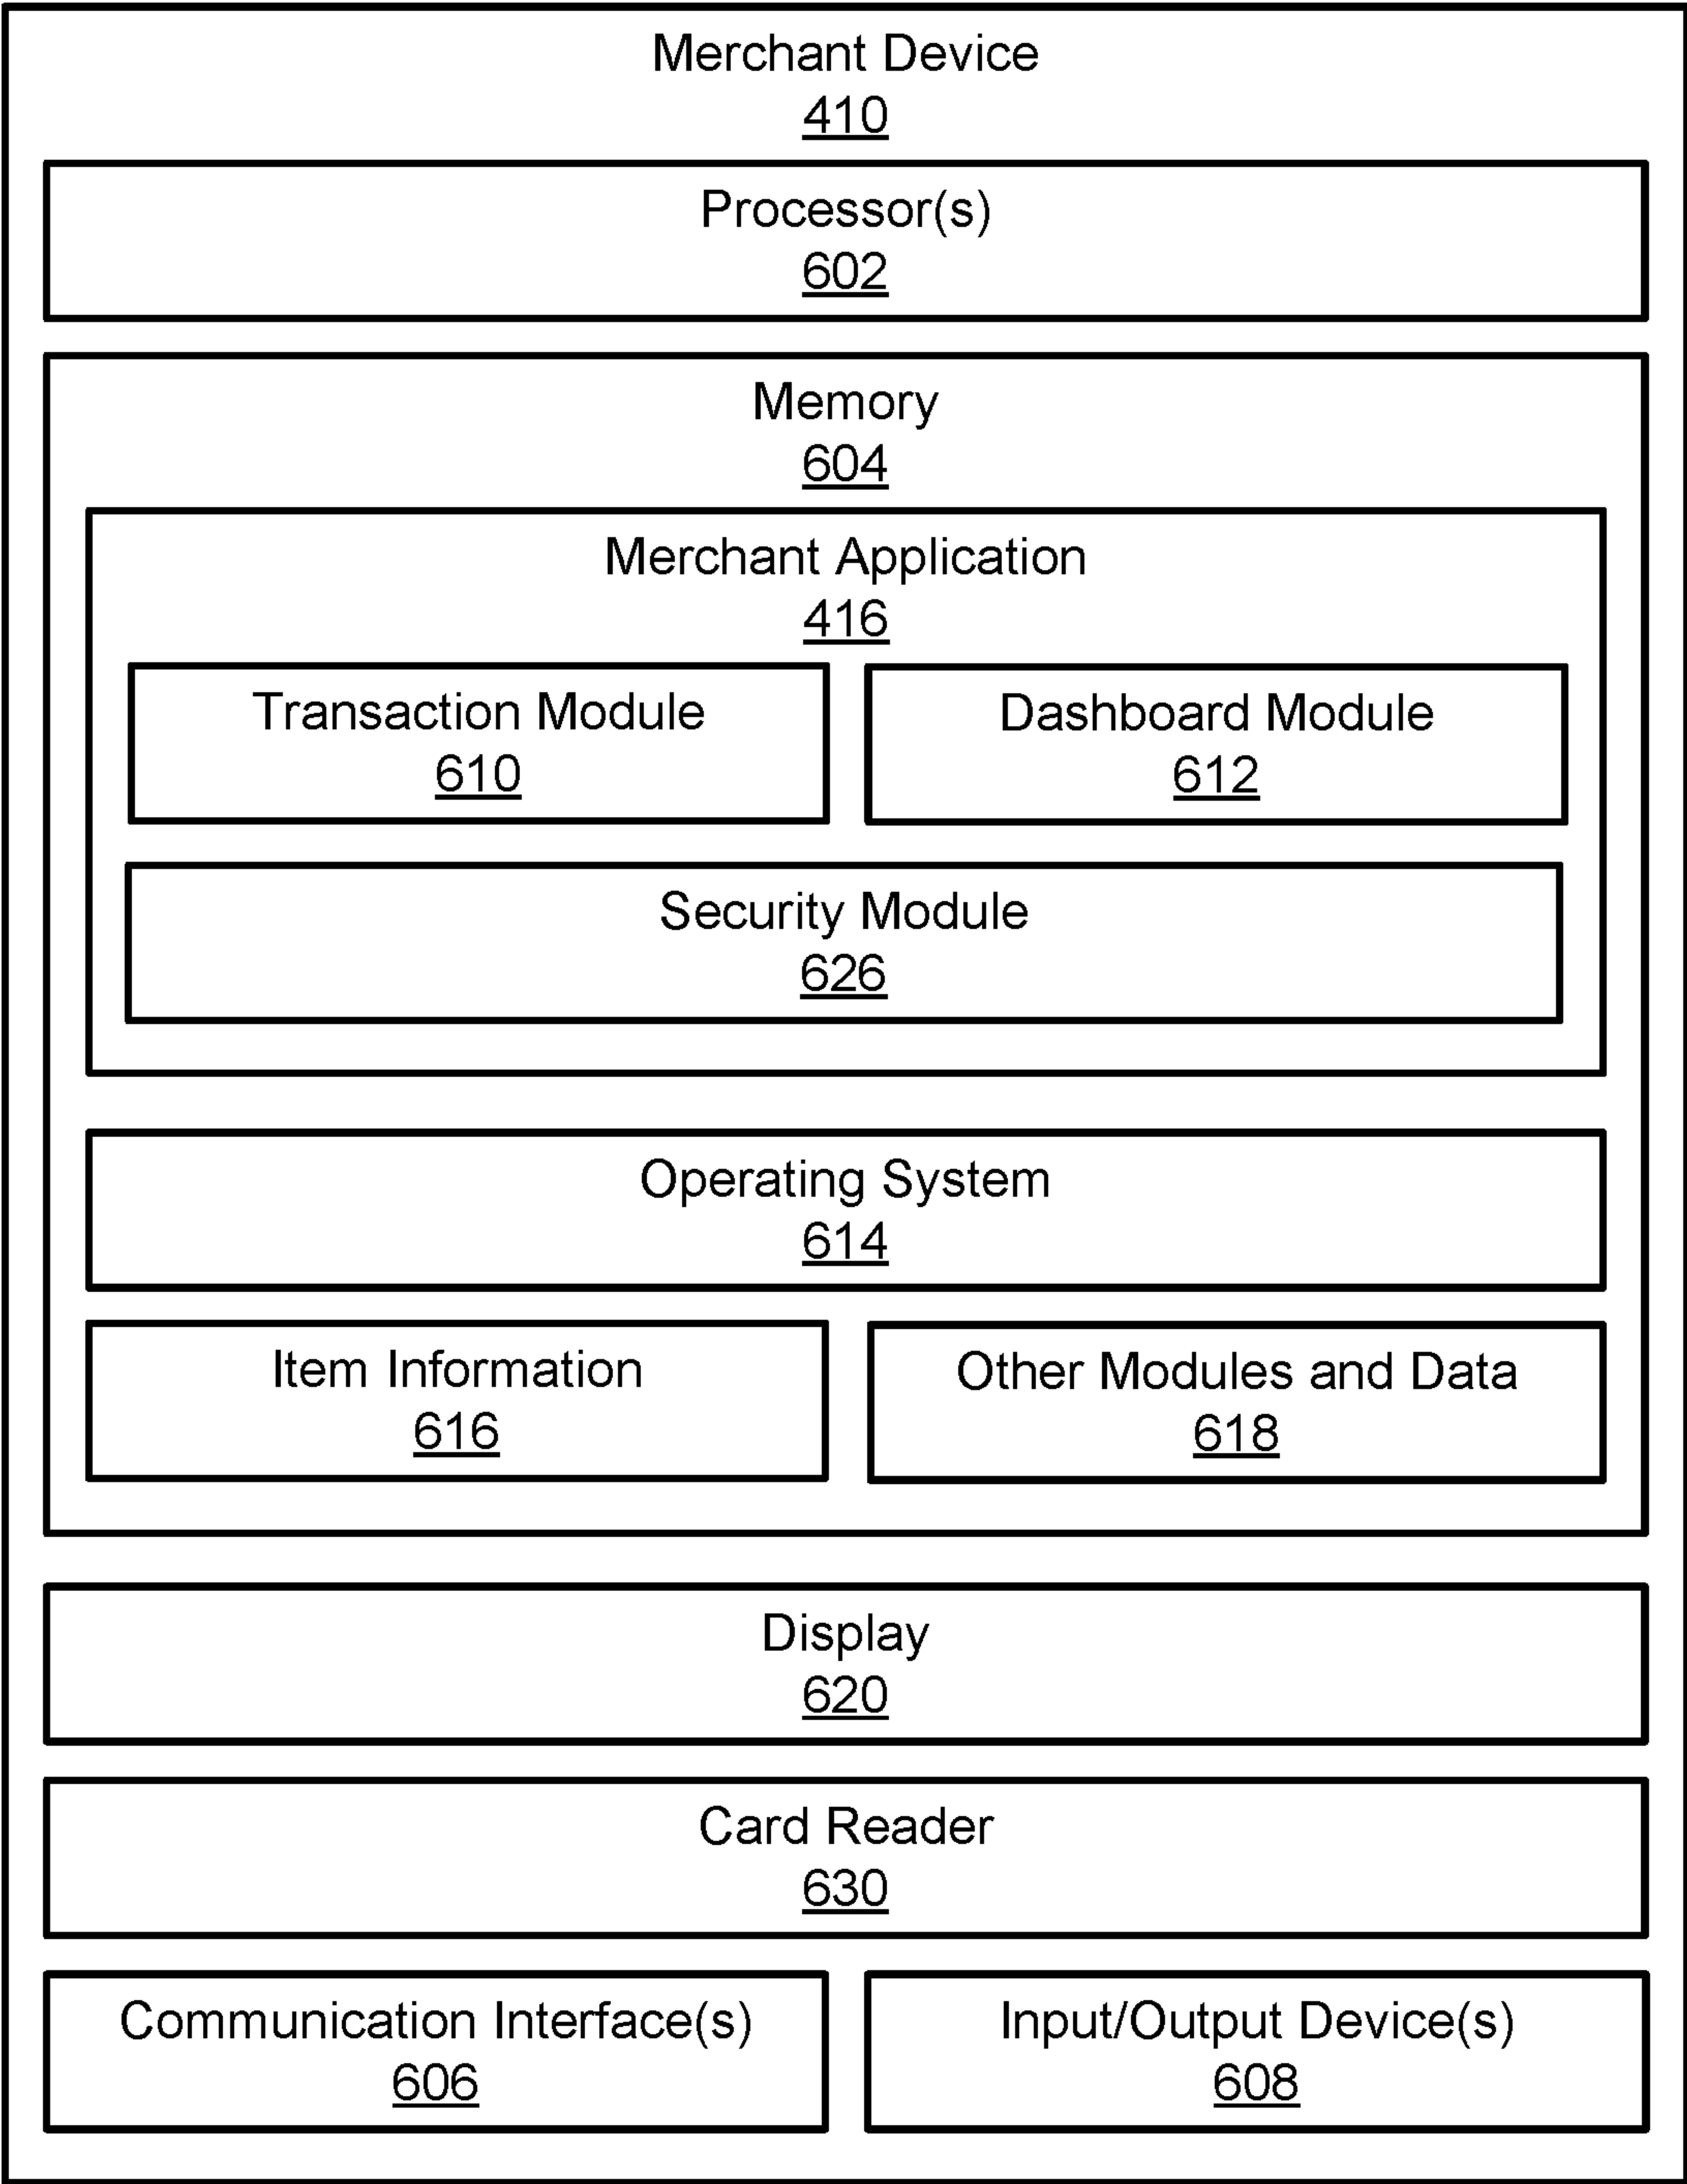 Merchant Device
410
Processor(s)
602
Memory
604
Merchant Application
416
Transaction Module
610
Dashboard Module
612
Security Module
626
Operating System
614
Item Information
616
Other Modules and Data
618
Display
620
Card Reader
630
Communication Interface(s)
606
Input/Output Device(s)
608